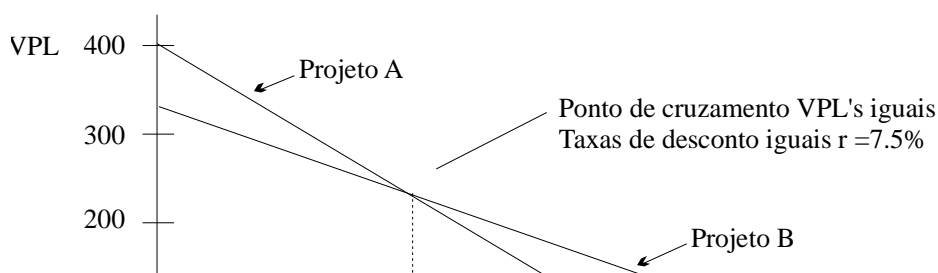 VPL 400
Projeto A
Ponto de cruzamento VPL's iguais
Taxas de desconto iguais r =7.5%
300
200
Projeto B